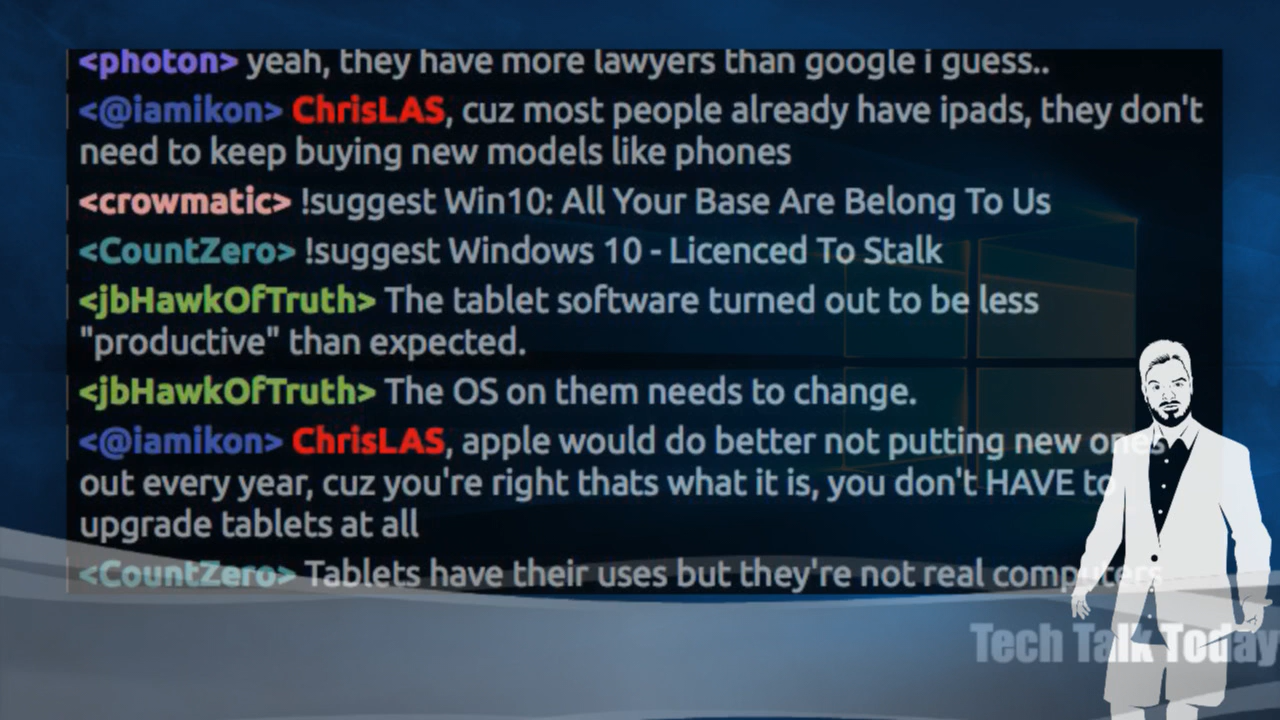 <photon> yeah, they have more lawyers than google i guess..
<@iamikon> ChrisLAS, cuz most people already have ipads, they don't
need to keep buying new models like phones
<crowmatic> !suggest Win10: All Your Base Are Belong To Us
<CountZero> !suggest Windows 10 - Licenced To Stalk
<jbHawkOfTruth> The tablet software turned out to be less
"productive" than expected.
<jbHawkOfTruth> The OS on them needs to change.
<@iamikon> ChrisLAS, apple would do better not putting new ones
out every year, cuz you're right thats what it is, you don't HAVE to
upgrade tablets at all
<CountZero> Tablets have their uses but they're not real computers
Tech Talk Today